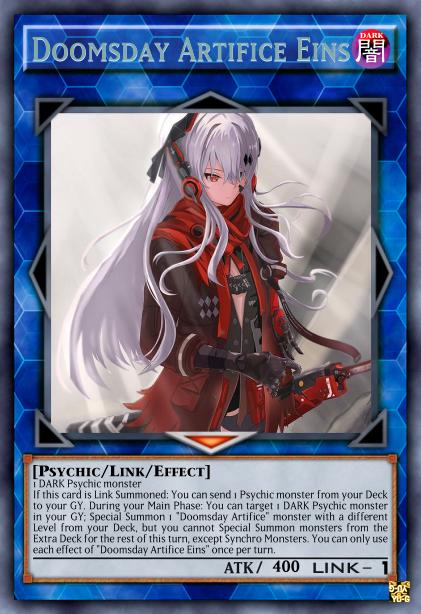 Doomsday Artifice Eins
DARK
闇
[Psychic/Link/Effect]
1 DARK Psychic monster
If this card is Link Summoned: You can send 1 Psychic monster from your Deck
to your GY. During your Main Phase: You can target 1 DARK Psychic monster
in your GY; Special Summon 1 "Doomsday Artifice" monster with a different
Level from your Deck, but you cannot Special Summon monsters from the
Extra Deck for the rest of this turn, except Synchro Monsters. You can only use
each effect of "Doomsday Artifice Eins" once per turn.
ATK/ 400 LINK- 1